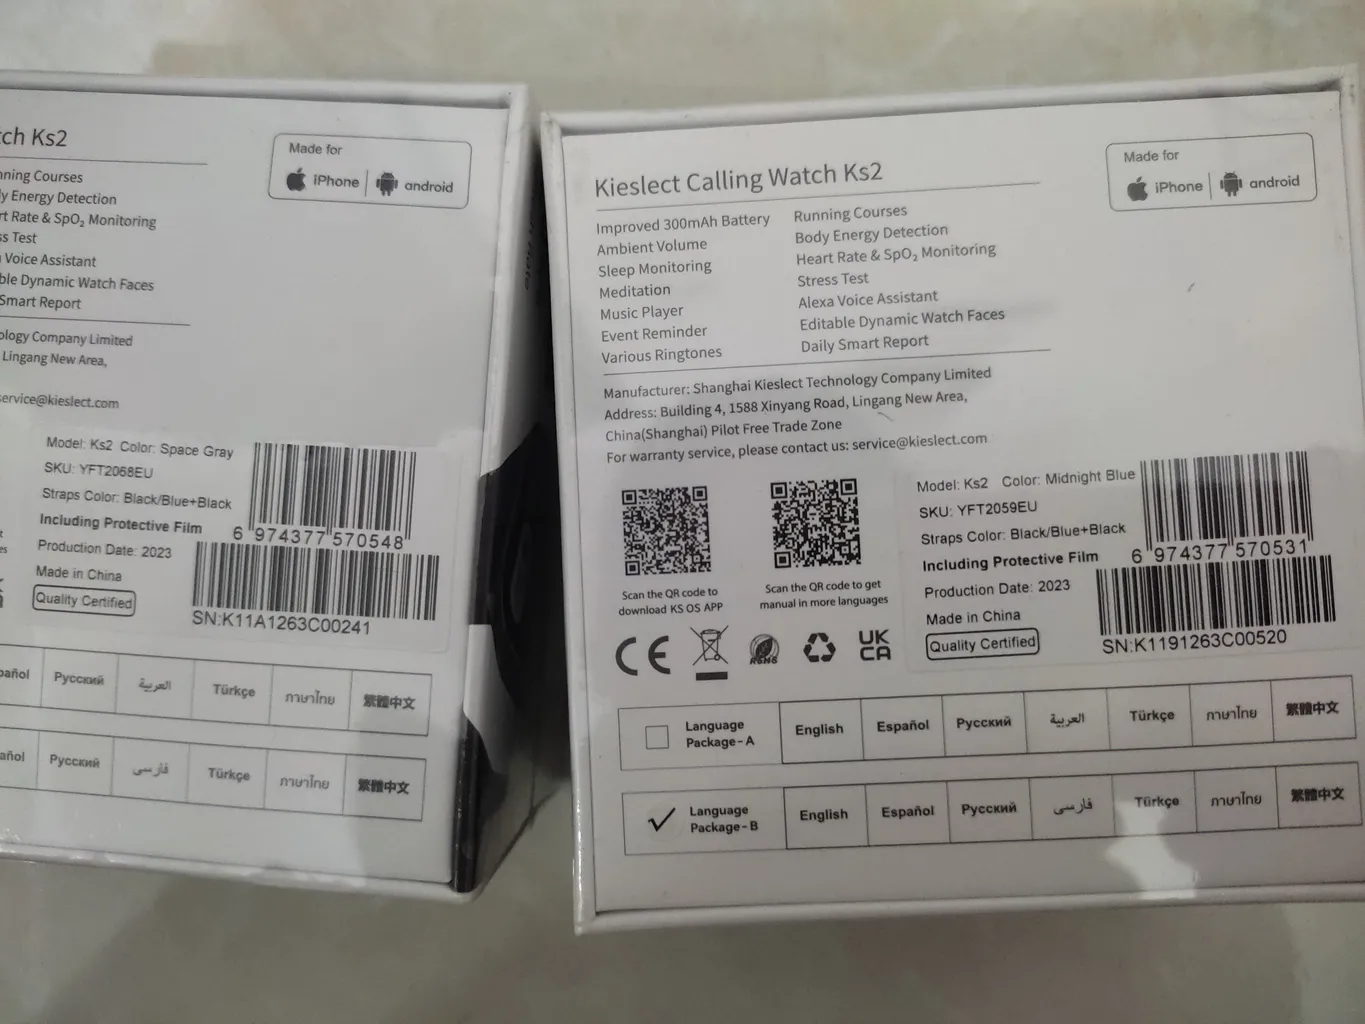 tch Ks2
Made for
iPhone | android
nning Courses
ly Energy Detection
rt Rate & SpO₂ Monitoring
ss Test
Voice Assistant
ble Dynamic Watch Faces
Smart Report
ology Company Limited
Lingang New Area,
service@kieslect.com
Model: Ks2 Color: Space Gray
SKU: YFT2068EU
Straps Color: Black/Blue+Black
Including Protective Film
Production Date: 2023
Made in China
Quality Certified
6 974377 570548
SN:K11A1263C00241
pañol Русский العربية Türkçe ภาษาไทย 繁體中文
añol Русский فارسی Türkçe ภาษาไทย 繁體中文
Kieslect Calling Watch Ks2
Made for
iPhone | android
Improved 300mAh Battery
Ambient Volume
Sleep Monitoring
Meditation
Music Player
Event Reminder
Various Ringtones
Running Courses
Body Energy Detection
Heart Rate & SpO₂ Monitoring
Stress Test
Alexa Voice Assistant
Editable Dynamic Watch Faces
Daily Smart Report
Manufacturer: Shanghai Kieslect Technology Company Limited
Address: Building 4, 1588 Xinyang Road, Lingang New Area,
China(Shanghai) Pilot Free Trade Zone
For warranty service, please contact us: service@kieslect.com
Scan the QR code to
download KS OS APP
Scan the QR code to get
manual in more languages
CE
RoHS
UK
CA
Model: Ks2 Color: Midnight Blue
SKU: YFT2059EU
Straps Color: Black/Blue+Black
Including Protective Film
Production Date: 2023
Made in China
Quality Certified
6 974377 570531
SN:K1191263C00520
Language
Package-A
English Español Русский العربية Türkçe ภาษาไทย 繁體中文
Language
Package-B
English Español Русский فارسی Türkçe ภาษาไทย 繁體中文